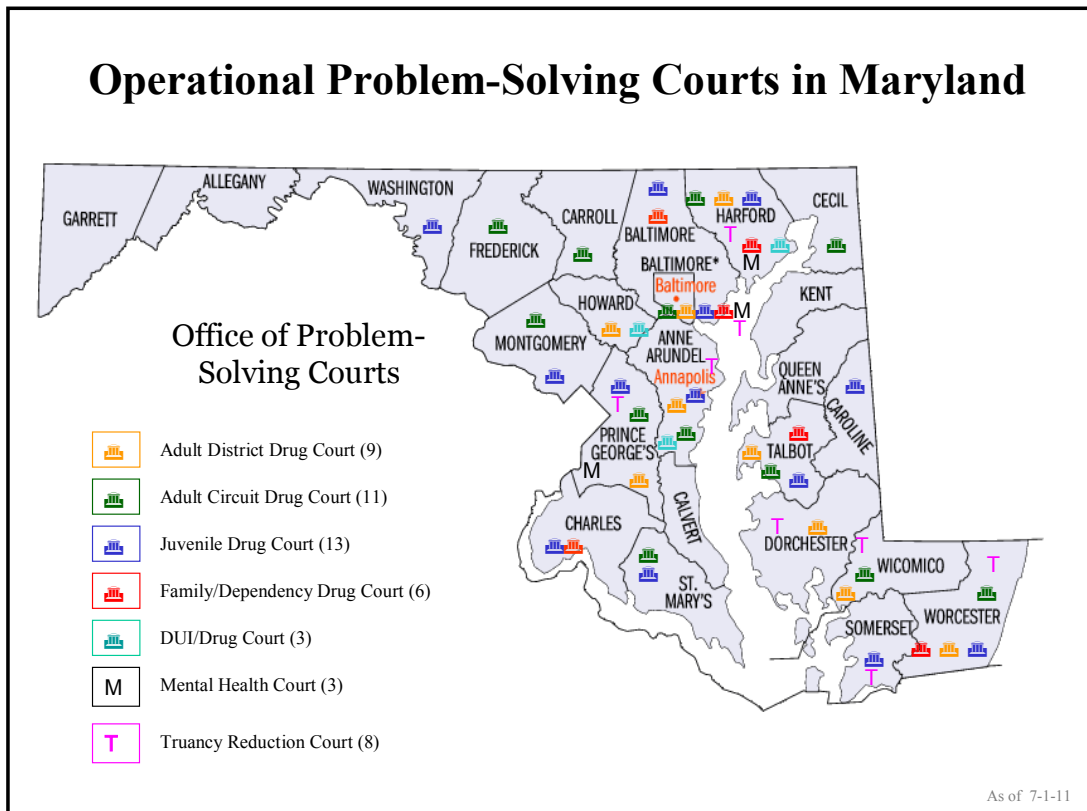 Operational Problem-Solving Courts in Maryland
GARRETT
ALLEGANY
WASHINGTON
FREDERICK
CARROLL
BALTIMORE
HARFORD
T
M
CECIL
BALTIMORE*
Baltimore
M
T
KENT
HOWARD
MONTGOMERY
ANNE
ARUNDEL
T
Annapolis
QUEEN
ANNE'S
CAROLINE
T
PRINCE
GEORGE'S
M
TALBOT
CALVERT
CHARLES
ST.
MARY'S
T
DORCHESTER
T
WICOMICO
T
SOMERSET
T
WORCESTER
Office of Problem-
Solving Courts
Adult District Drug Court (9)
Adult Circuit Drug Court (11)
Juvenile Drug Court (13)
Family/Dependency Drug Court (6)
DUI/Drug Court (3)
M Mental Health Court (3)
T Truancy Reduction Court (8)
As of 7-1-11